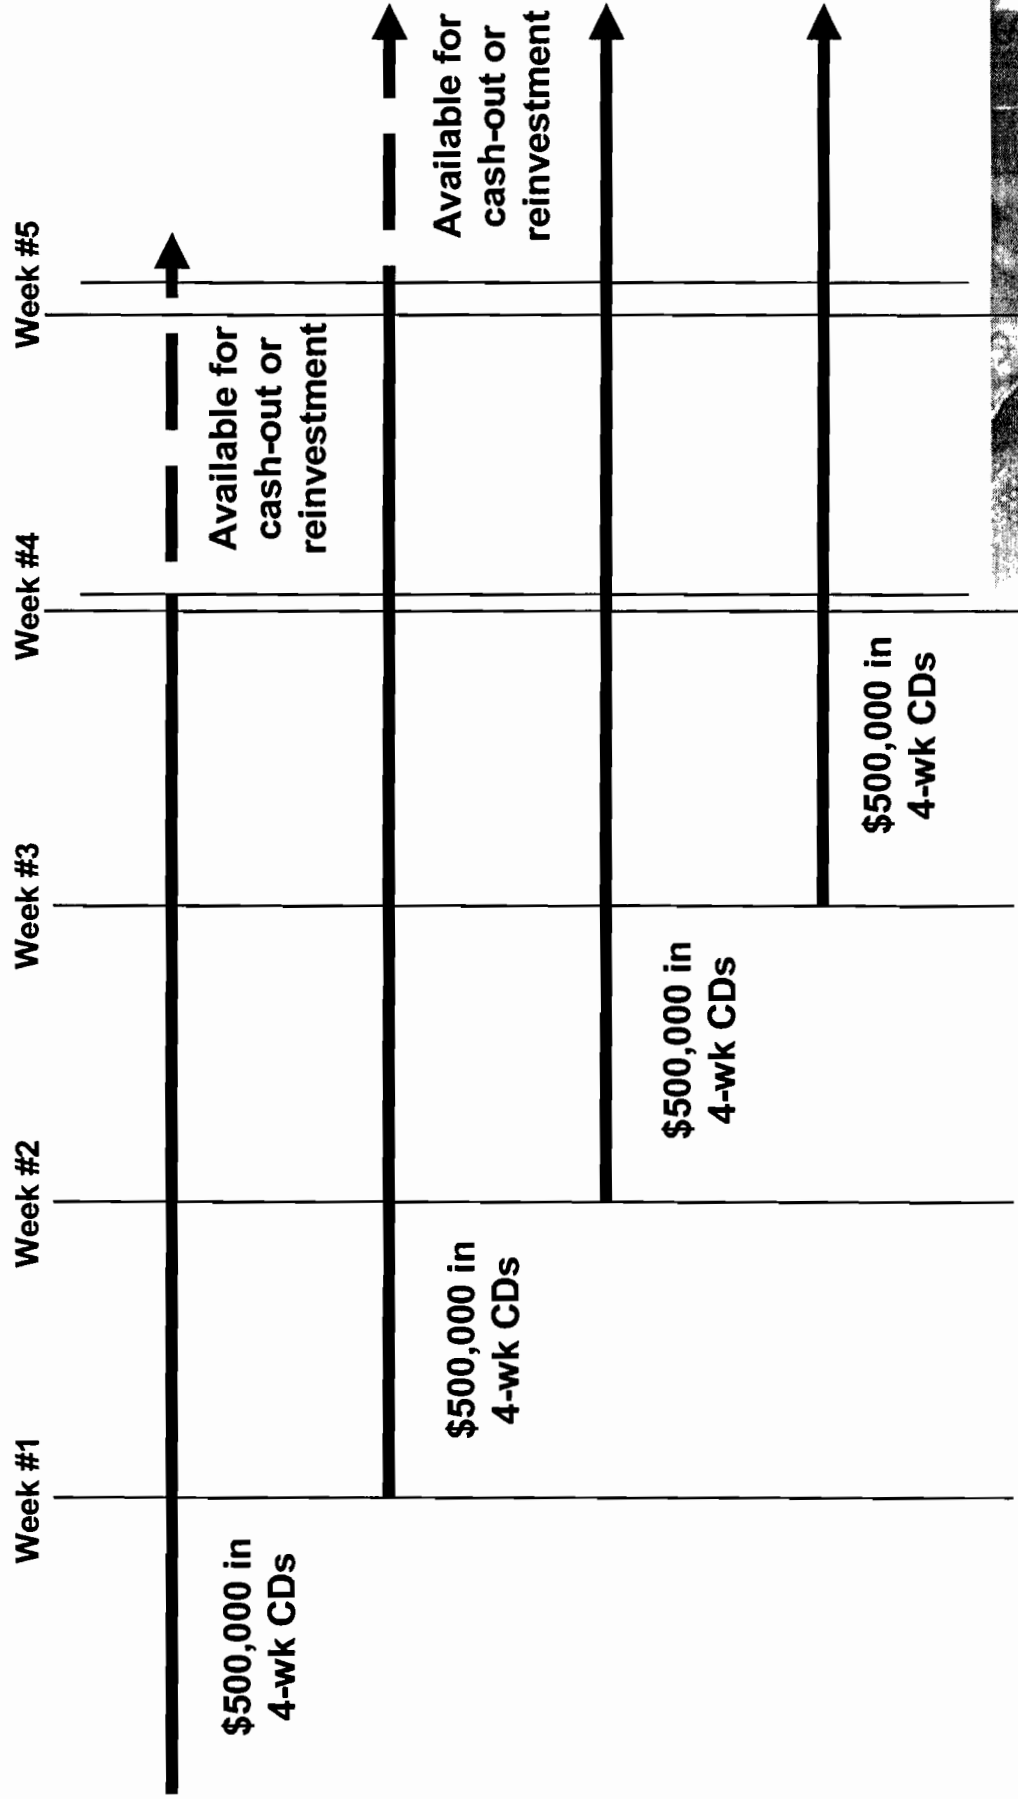 Week #1
Week #2
Week #3
Week #4
Week #5
$500,000 in
4-wk CDs
Available for
cash-out or
reinvestment
$500,000 in
4-wk CDs
Available for
cash-out or
reinvestment
$500,000 in
4-wk CDs
$500,000 in
4-wk CDs